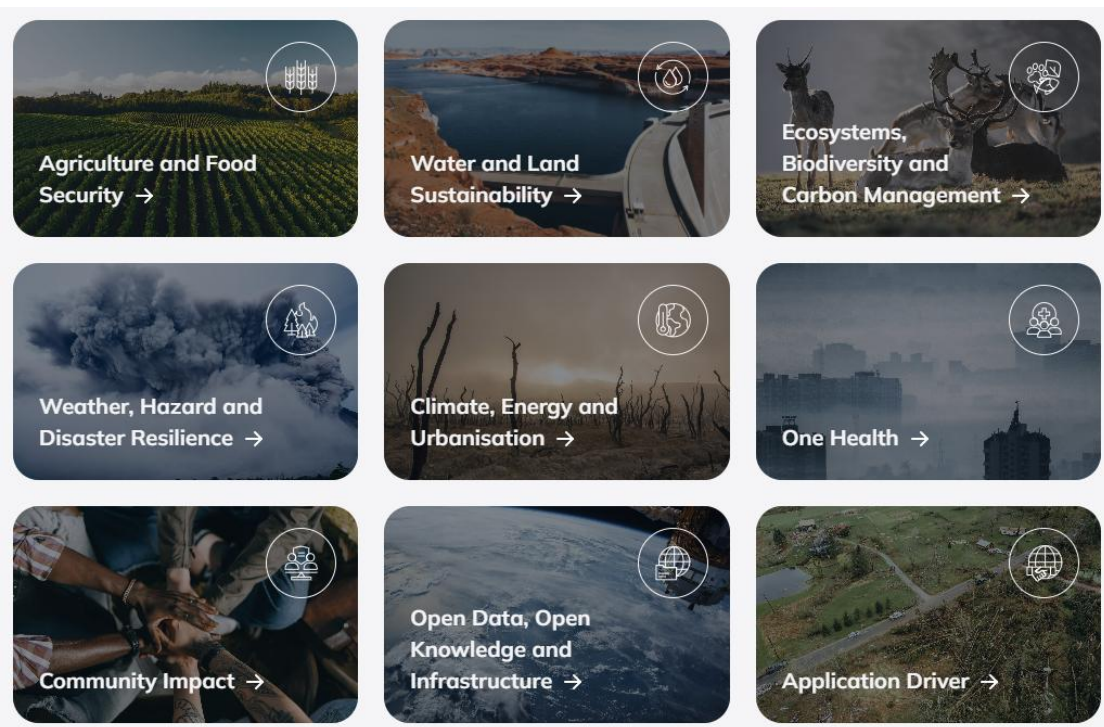 Agriculture and Food
Security →
Water and Land
Sustainability →
Ecosystems,
Biodiversity and
Carbon Management →
Weather, Hazard and
Disaster Resilience →
Climate, Energy and
Urbanisation →
One Health →
Community Impact →
Open Data, Open
Knowledge and
Infrastructure →
Application Driver →